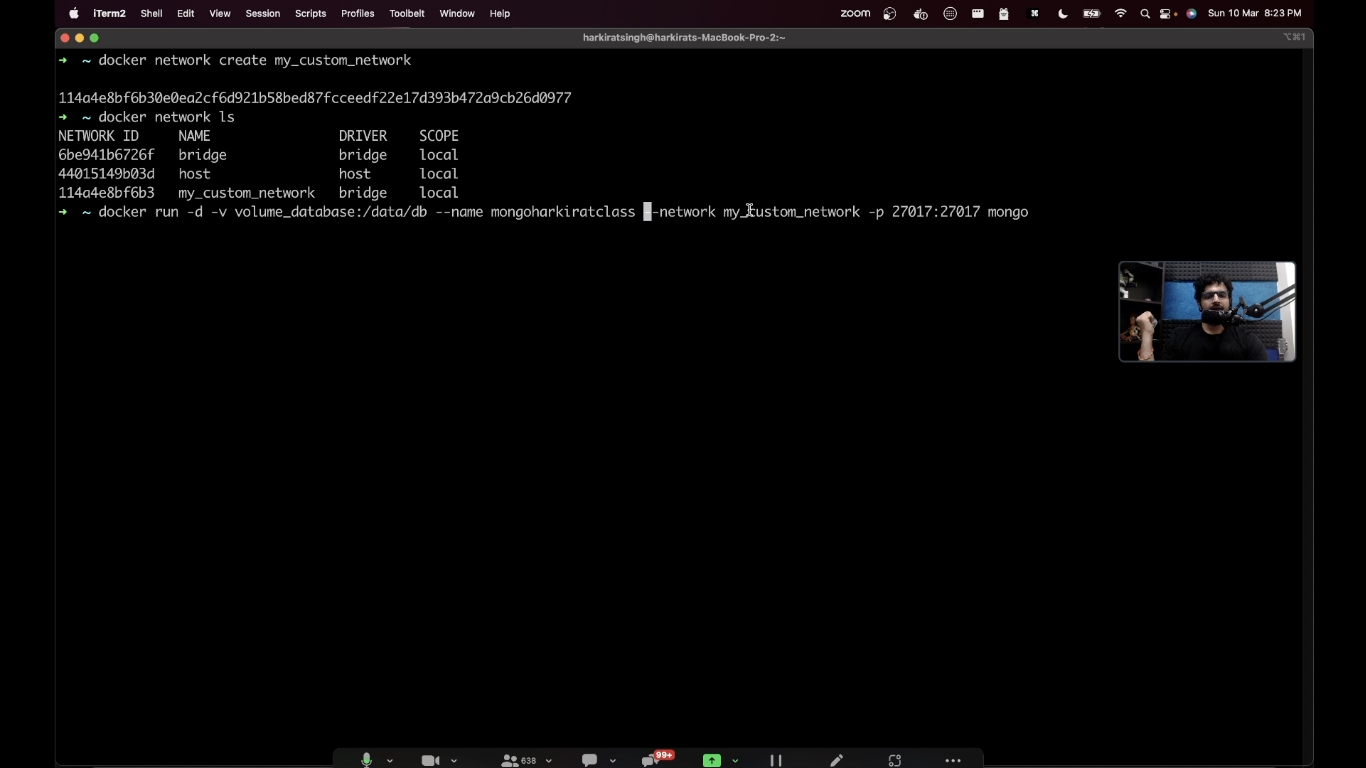 iTerm2 Shell Edit View Session Scripts Profiles Toolbelt Window Help zoom Sun 10 Mar 8:23 PM
harkiratsingh@harkirats-MacBook-Pro-2:~ ⌥⌘1
➜ ~ docker network create my_custom_network
114a4e8bf6b30e0ea2cf6d921b58bed87fcceedf22e17d393b472a9cb26d0977
➜ ~ docker network ls
NETWORK ID NAME DRIVER SCOPE
6be941b6726f bridge bridge local
44015149b03d host host local
114a4e8bf6b3 my_custom_network bridge local
➜ ~ docker run -d -v volume_database:/data/db --name mongoharkiratclass --network my_custom_network -p 27017:27017 mongo
638 99+